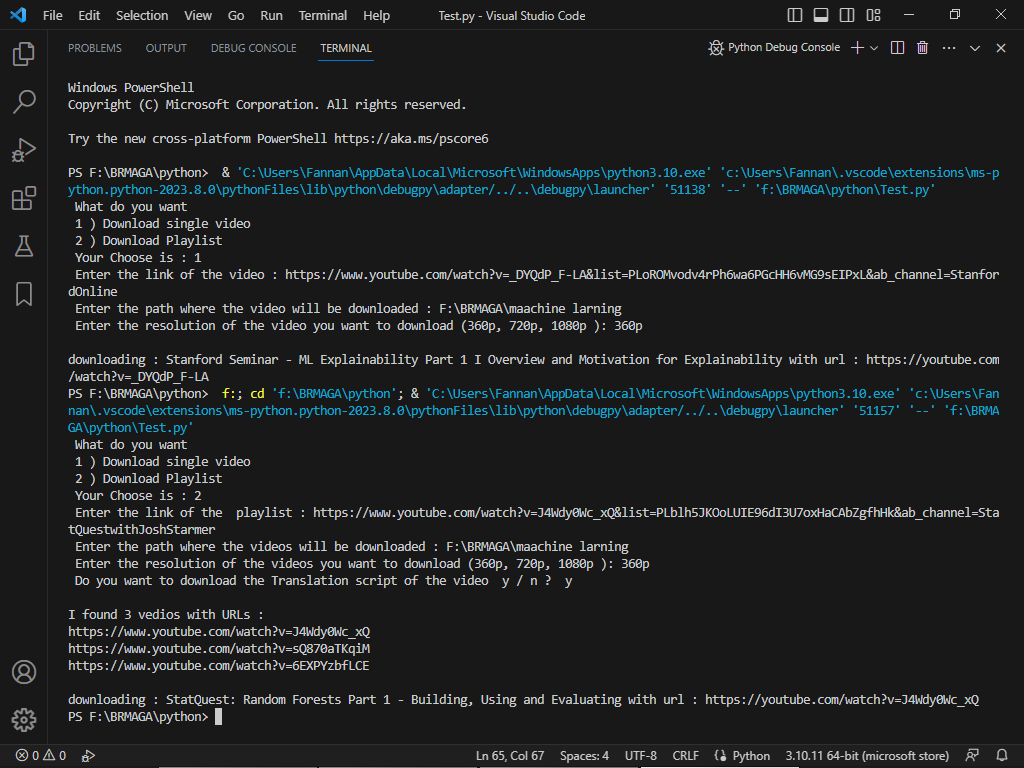 File Edit Selection View Go Run Terminal Help Test.py - Visual Studio Code
PROBLEMS OUTPUT DEBUG CONSOLE TERMINAL Python Debug Console
Windows PowerShell
Copyright (C) Microsoft Corporation. All rights reserved.
Try the new cross-platform PowerShell https://aka.ms/pscore6
PS F:\BRMAGA\python>  & 'C:\Users\Fannan\AppData\Local\Microsoft\WindowsApps\python3.10.exe' 'c:\Users\Fannan\.vscode\extensions\ms-p
ython.python-2023.8.0\pythonFiles\lib\python\debugpy\adapter/../..\debugpy\launcher' '51138' '--' 'f:\BRMAGA\python\Test.py'
What do you want
1 ) Download single video
2 ) Download Playlist
Your Choose is : 1
Enter the link of the video : https://www.youtube.com/watch?v=_DYQdP_F-LA&list=PLoROMvodv4rPh6wa6PGcHH6vMG9sEIPxL&ab_channel=Stanfor
dOnline
Enter the path where the video will be downloaded : F:\BRMAGA\maachine larning
Enter the resolution of the video you want to download (360p, 720p, 1080p ): 360p
downloading : Stanford Seminar - ML Explainability Part 1 I Overview and Motivation for Explainability with url : https://youtube.com
/watch?v=_DYQdP_F-LA
PS F:\BRMAGA\python>  f:; cd 'f:\BRMAGA\python'; & 'C:\Users\Fannan\AppData\Local\Microsoft\WindowsApps\python3.10.exe' 'c:\Users\Fan
nan\.vscode\extensions\ms-python.python-2023.8.0\pythonFiles\lib\python\debugpy\adapter/../..\debugpy\launcher' '51157' '--' 'f:\BRMA
GA\python\Test.py'
What do you want
1 ) Download single video
2 ) Download Playlist
Your Choose is : 2
Enter the link of the  playlist : https://www.youtube.com/watch?v=J4Wdy0Wc_xQ&list=PLblh5JKOoLUIE96dI3U7oxHaCAbZgfhHk&ab_channel=Sta
tQuestwithJoshStarmer
Enter the path where the videos will be downloaded : F:\BRMAGA\maachine larning
Enter the resolution of the videos you want to download (360p, 720p, 1080p ): 360p
Do you want to download the Translation script of the video  y / n ?  y
I found 3 vedios with URLs :
https://www.youtube.com/watch?v=J4Wdy0Wc_xQ
https://www.youtube.com/watch?v=sQ870aTKqiM
https://www.youtube.com/watch?v=6EXPYzbfLCE
downloading : StatQuest: Random Forests Part 1 - Building, Using and Evaluating with url : https://youtube.com/watch?v=J4Wdy0Wc_xQ
PS F:\BRMAGA\python>
0 0 Ln 65, Col 67 Spaces: 4 UTF-8 CRLF Python 3.10.11 64-bit (microsoft store)